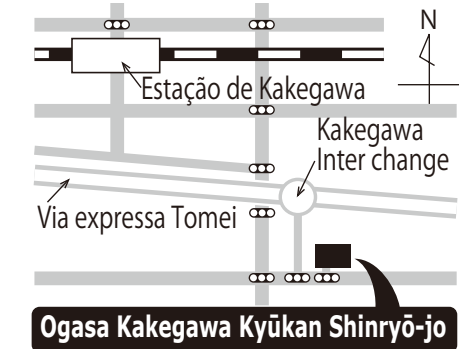 N
Estação de Kakegawa
Kakegawa
Inter change
Via expressa Tomei
Ogasa Kakegawa Kyūkan Shinryō-jo